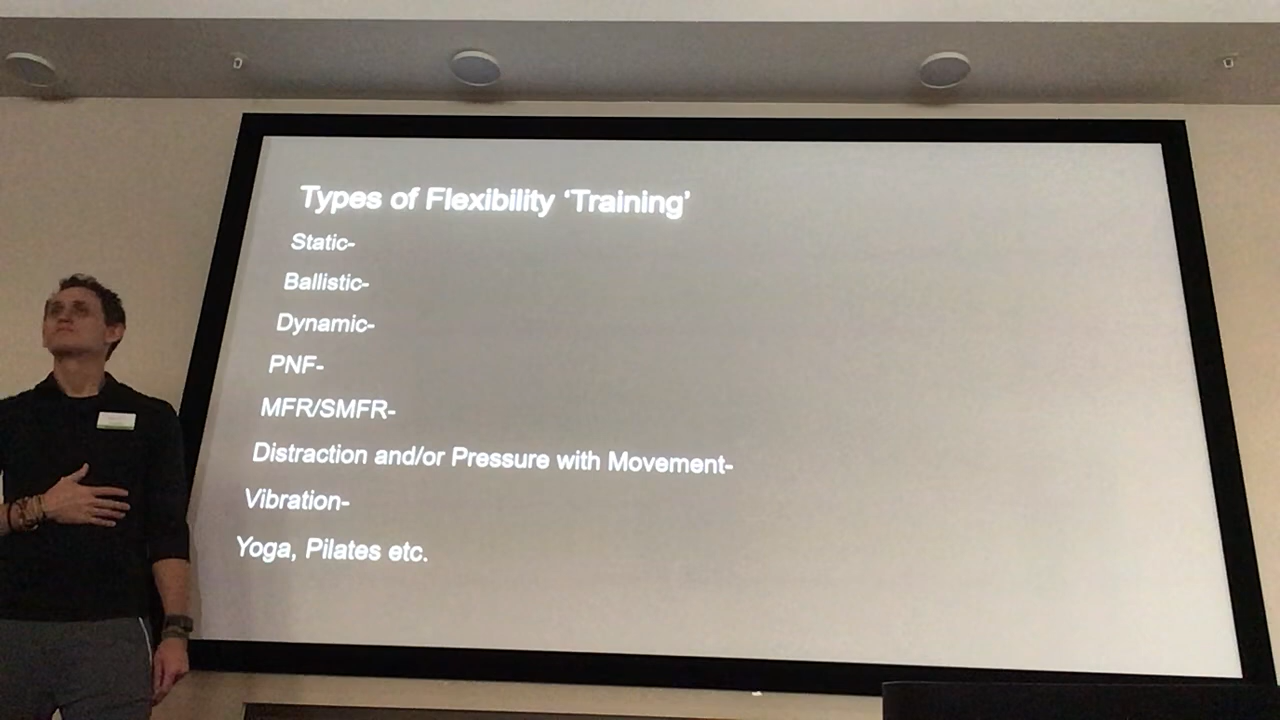 Types of Flexibility ‘Training’
Static-
Ballistic-
Dynamic-
PNF-
MFR/SMFR-
Distraction and/or Pressure with Movement-
Vibration-
Yoga, Pilates etc.